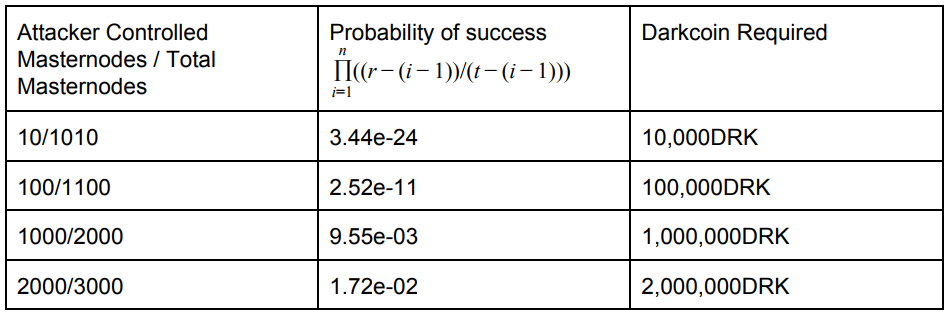 Attacker Controlled
Masternodes / Total
Masternodes
Probability of success
n
∏((r − (i − 1))/(t − (i − 1)))
i=1
Darkcoin Required
10/1010
3.44e-24
10,000DRK
100/1100
2.52e-11
100,000DRK
1000/2000
9.55e-03
1,000,000DRK
2000/3000
1.72e-02
2,000,000DRK